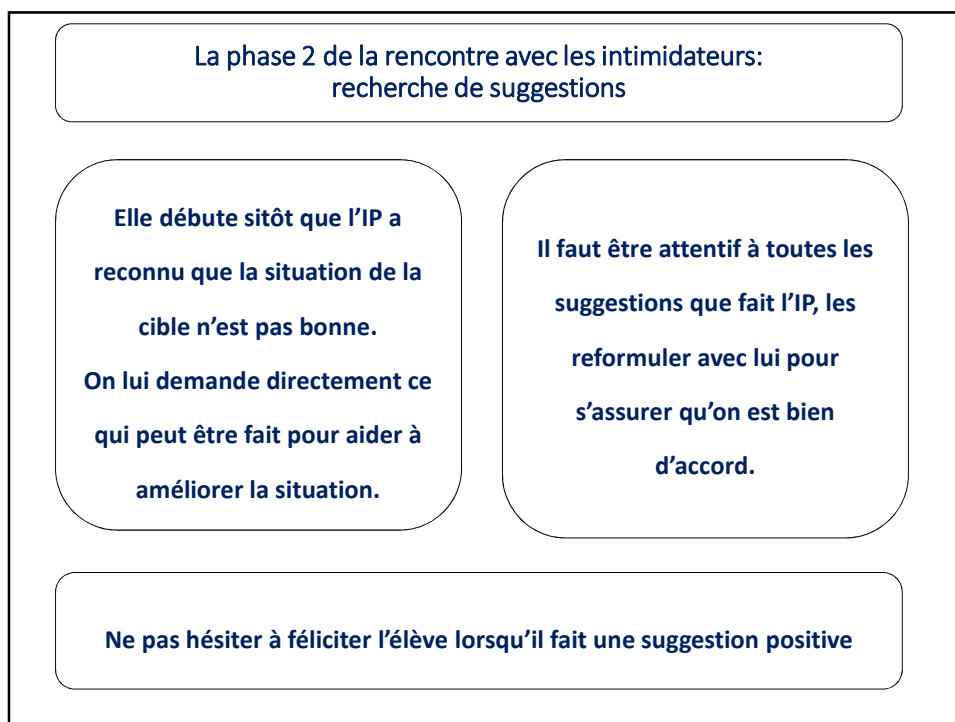 La phase 2 de la rencontre avec les intimidateurs:
recherche de suggestions
Elle débute sitôt que l’IP a
reconnu que la situation de la
cible n’est pas bonne.
On lui demande directement ce
qui peut être fait pour aider à
améliorer la situation.
Il faut être attentif à toutes les
suggestions que fait l’IP, les
reformuler avec lui pour
s’assurer qu’on est bien
d’accord.
Ne pas hésiter à féliciter l’élève lorsqu’il fait une suggestion positive